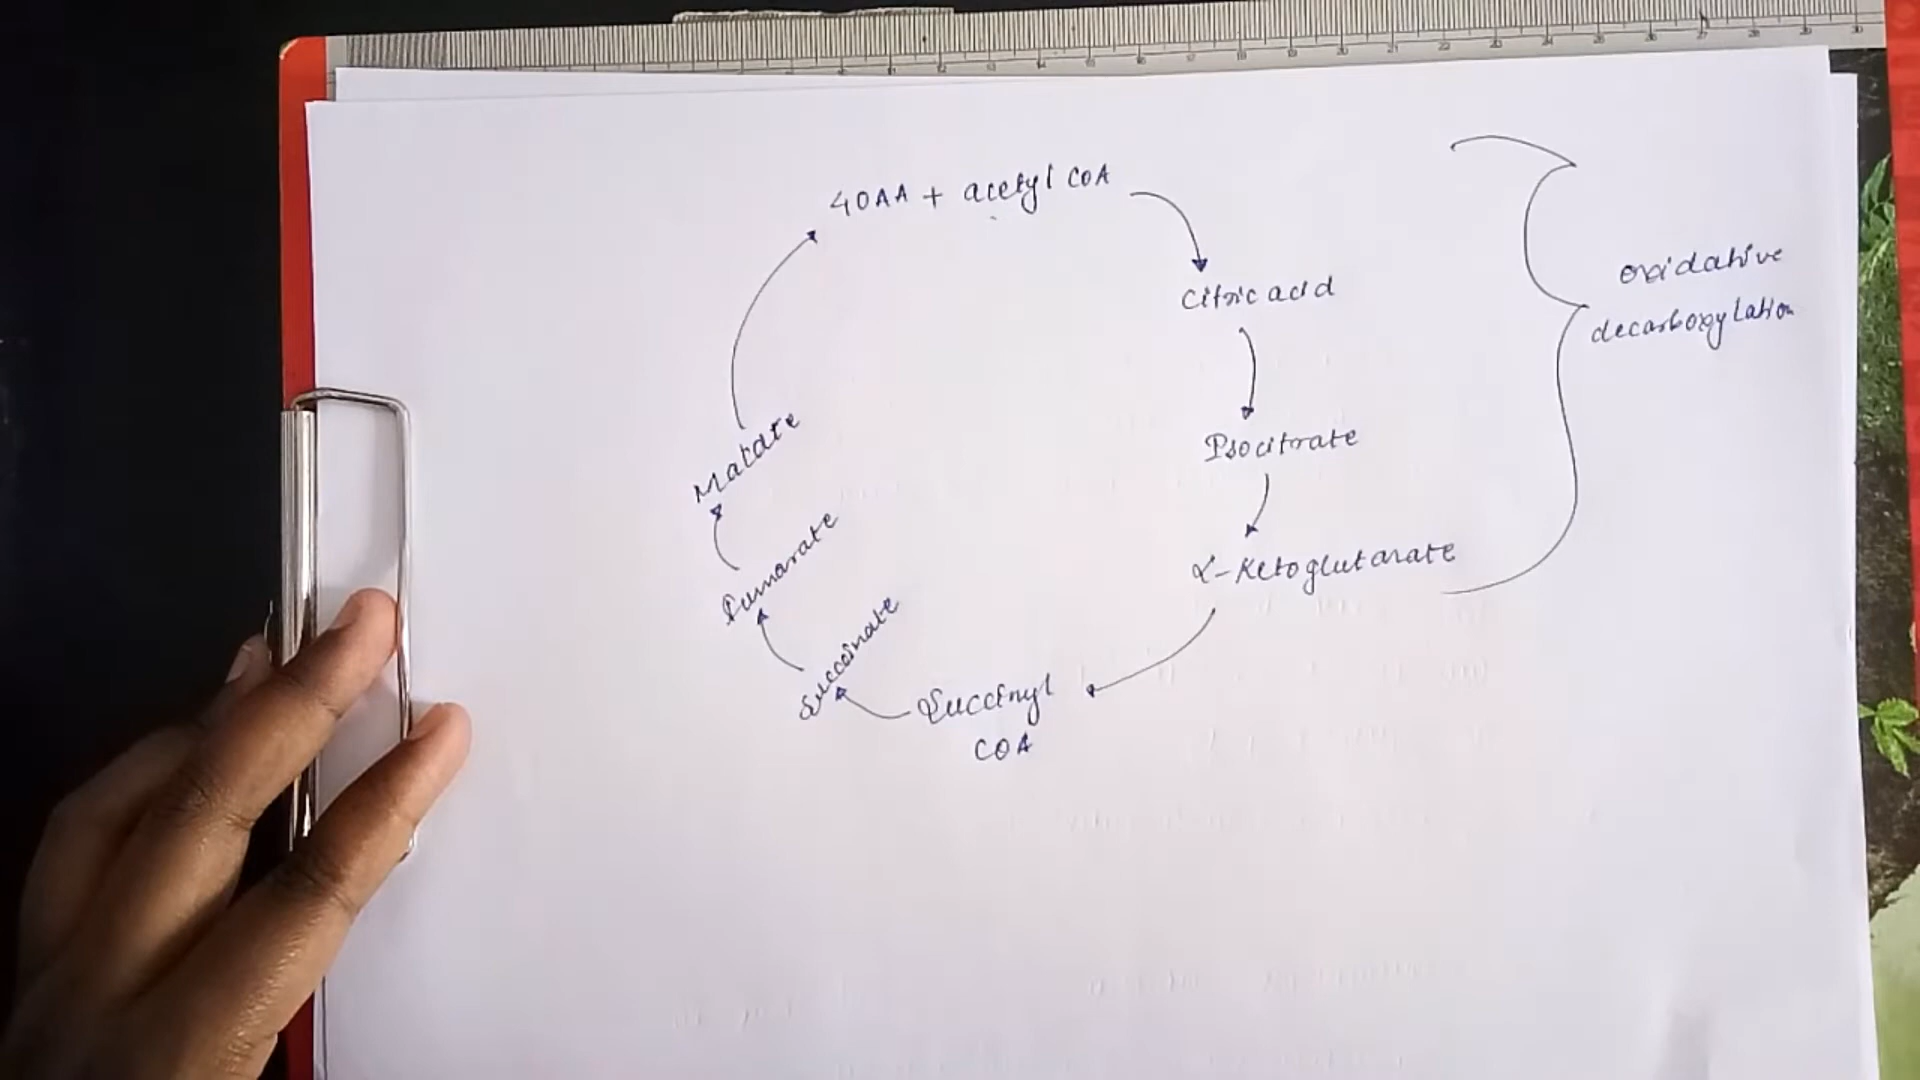 4OAA + acetyl COA
Citric acid
Isocitrate
α-Ketoglutarate
Succinyl
COA
Succinate
Fumarate
Malate
oxidative
decarboxylation